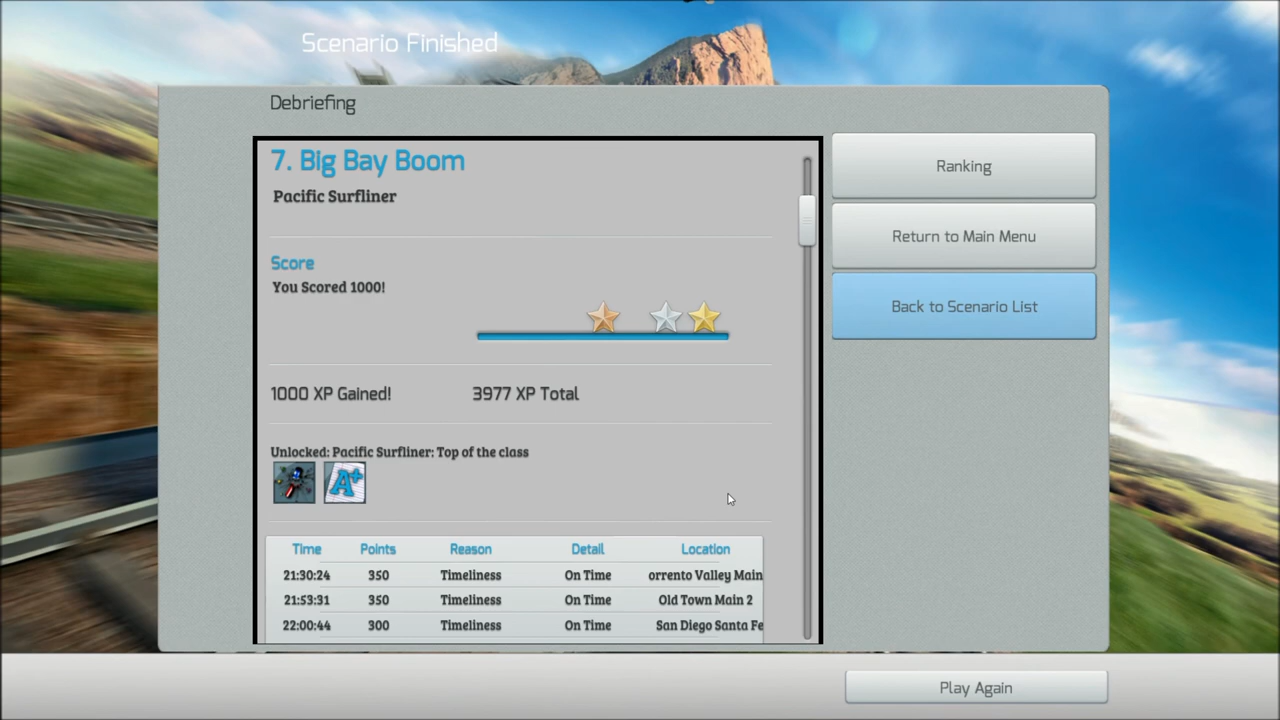 Scenario Finished
Debriefing
7. Big Bay Boom
Pacific Surfliner
Score
You Scored 1000!
1000 XP Gained! 3977 XP Total
Unlocked: Pacific Surfliner: Top of the class
A+
Time Points Reason Detail Location
21:30:24 350 Timeliness On Time orrento Valley Main
21:53:31 350 Timeliness On Time Old Town Main 2
22:00:44 300 Timeliness On Time San Diego Santa Fe
Ranking
Return to Main Menu
Back to Scenario List
Play Again